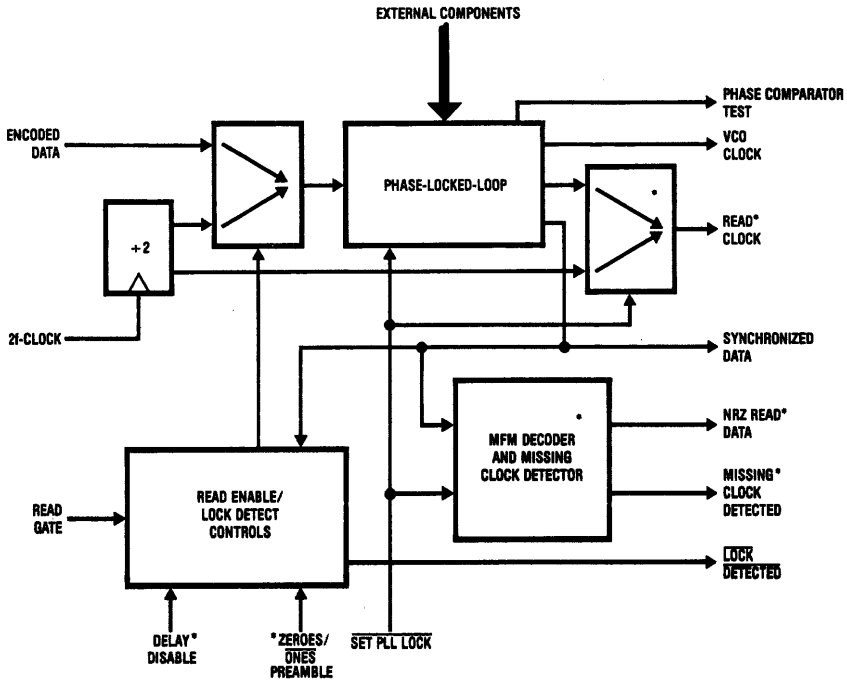 EXTERNAL COMPONENTS
PHASE COMPARATOR
TEST
ENCODED
DATA
VCO
CLOCK
PHASE-LOCKED-LOOP
READ*
CLOCK
÷2
2f-CLOCK
SYNCHRONIZED
DATA
MFM DECODER
AND MISSING
CLOCK DETECTOR
NRZ READ*
DATA
READ ENABLE/
LOCK DETECT
CONTROLS
READ
GATE
MISSING*
CLOCK
DETECTED
LOCK
DETECTED
DELAY*
DISABLE
*ZEROES/
ONES
PREAMBLE
SET PLL LOCK